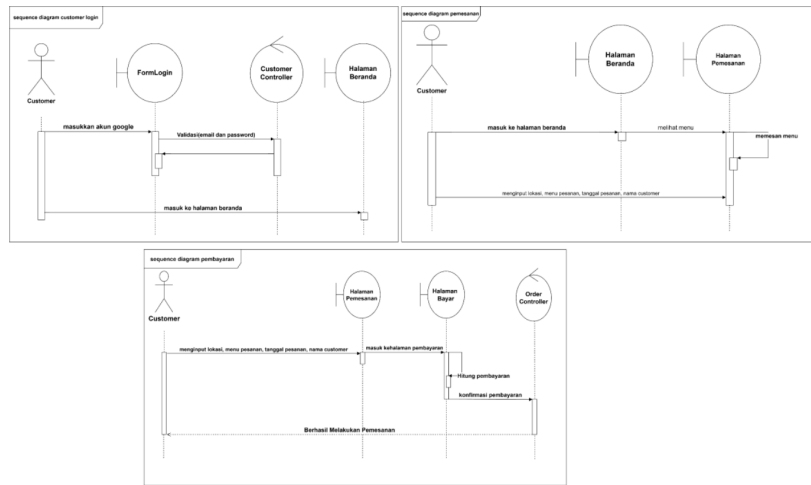 sequence diagram customer login
Customer
FormLogin
Customer
Controller
Halaman
Beranda
masukkan akun google
Validasi(email dan password)
masuk ke halaman beranda
sequence diagram pemesanan
Customer
Halaman
Beranda
Halaman
Pemesanan
masuk ke halaman beranda
melihat menu
memesan menu
menginput lokasi, menu pesanan, tanggal pesanan, nama customer
sequence diagram pembayaran
Customer
Halaman
Pemesanan
Halaman
Bayar
Order
Controller
menginput lokasi, menu pesanan, tanggal pesanan, nama customer
masuk kehalaman pembayaran
Hitung pembayaran
konfirmasi pembayaran
Berhasil Melakukan Pemesanan